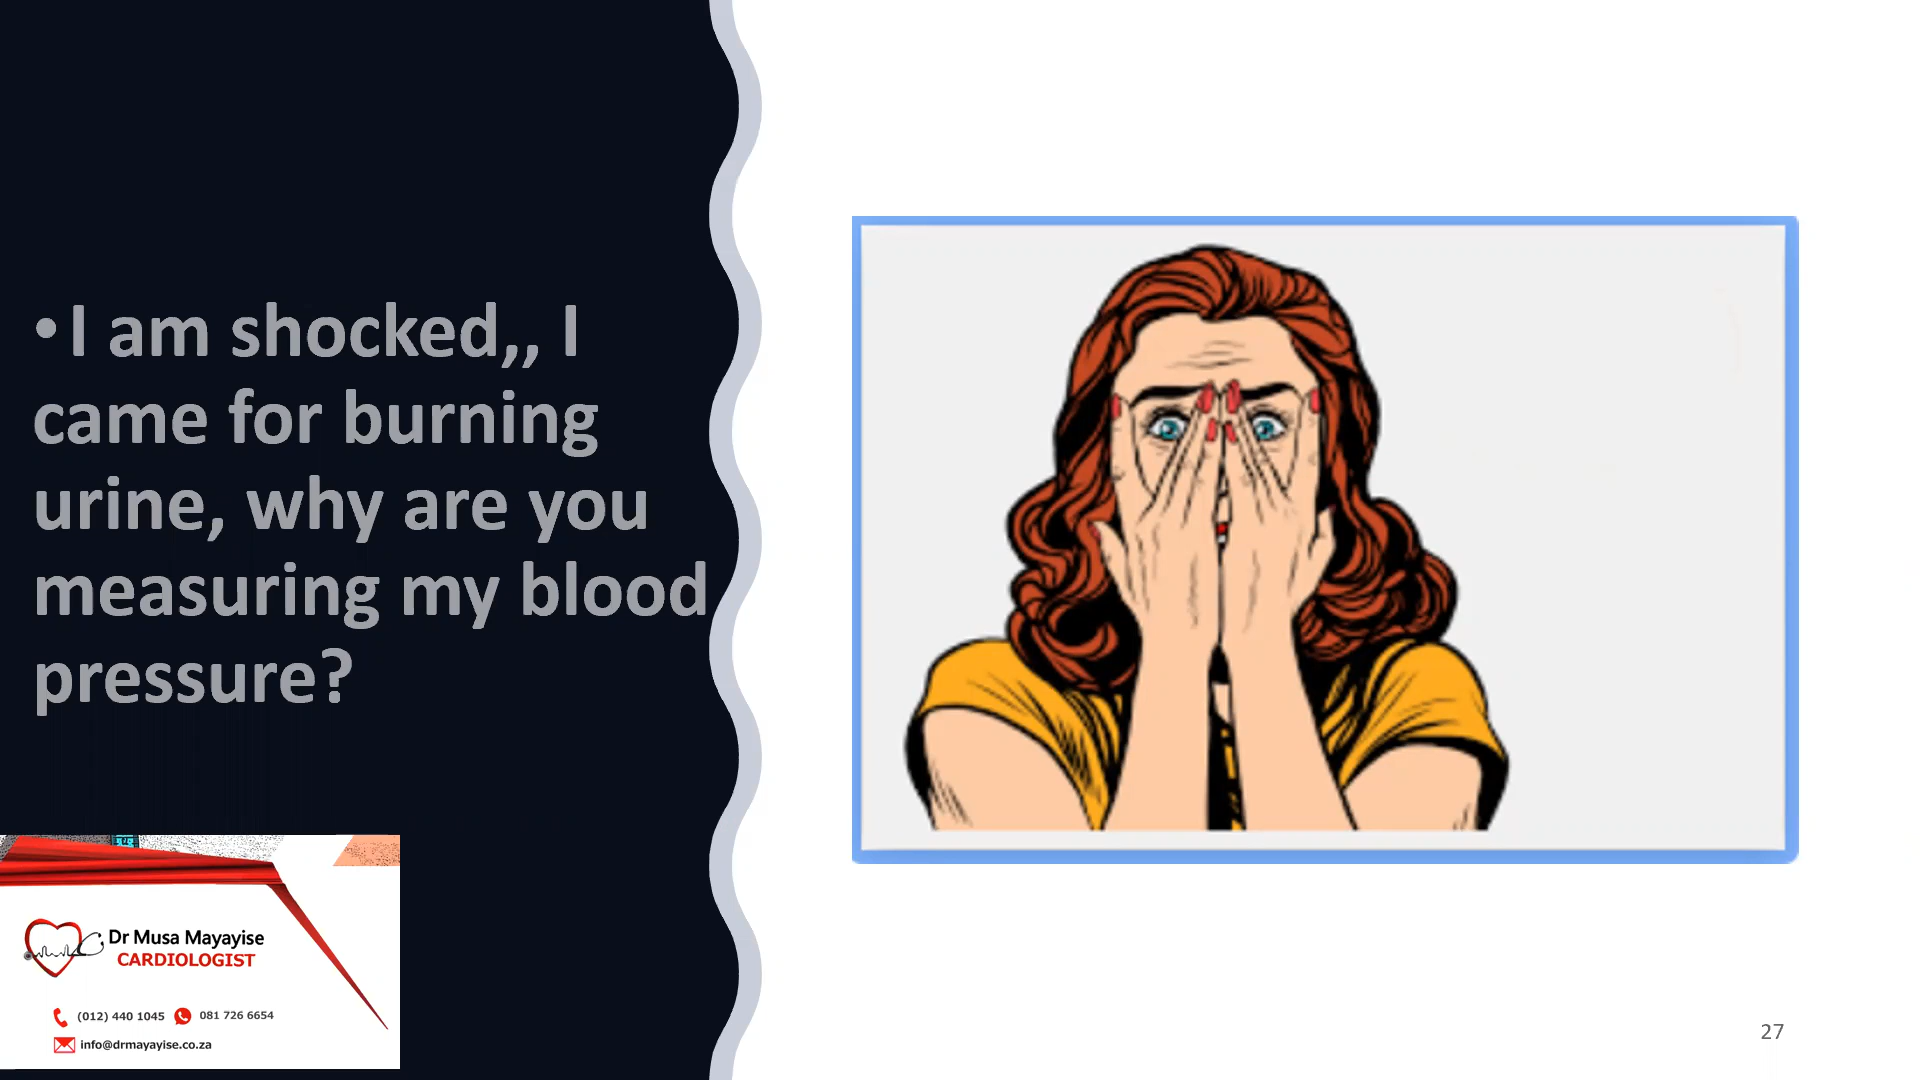 •I am shocked,, I
came for burning
urine, why are you
measuring my blood
pressure?
Dr Musa Mayayise
CARDIOLOGIST
(012) 440 1045 081 726 6654
info@drmayayise.co.za
27